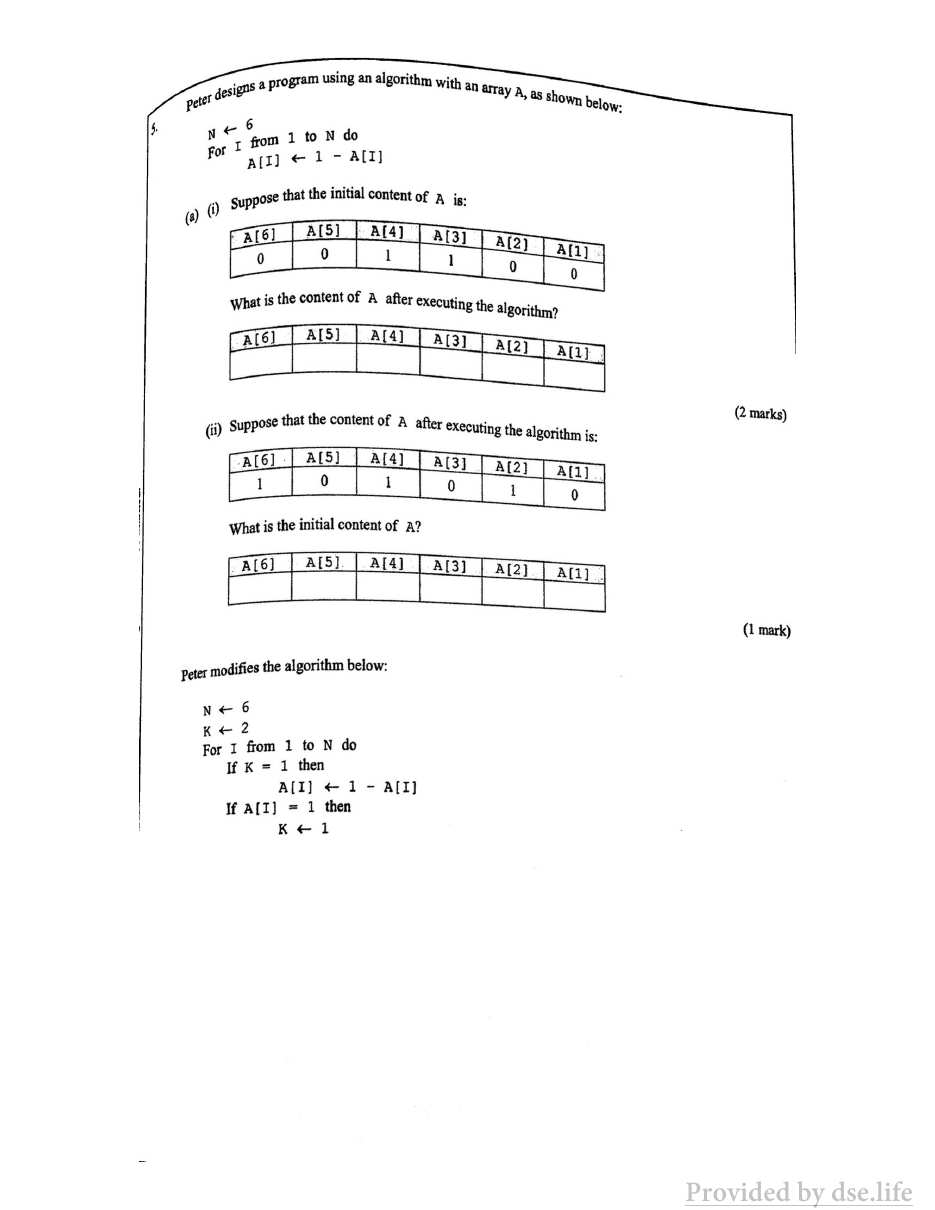 5.
Peter designs a program using an algorithm with an array A, as shown below:
N ← 6
For I from 1 to N do
A[I] ← 1 - A[I]
(a) (i) Suppose that the initial content of A is:
A[6] A[5] A[4] A[3] A[2] A[1]
0 0 1 1 0 0
What is the content of A after executing the algorithm?
A[6] A[5] A[4] A[3] A[2] A[1]
(2 marks)
(ii) Suppose that the content of A after executing the algorithm is:
A[6] A[5] A[4] A[3] A[2] A[1]
1 0 1 0 1 0
What is the initial content of A?
A[6] A[5] A[4] A[3] A[2] A[1]
(1 mark)
Peter modifies the algorithm below:
N ← 6
K ← 2
For I from 1 to N do
If K = 1 then
A[I] ← 1 - A[I]
If A[I] = 1 then
K ← 1
Provided by dse.life